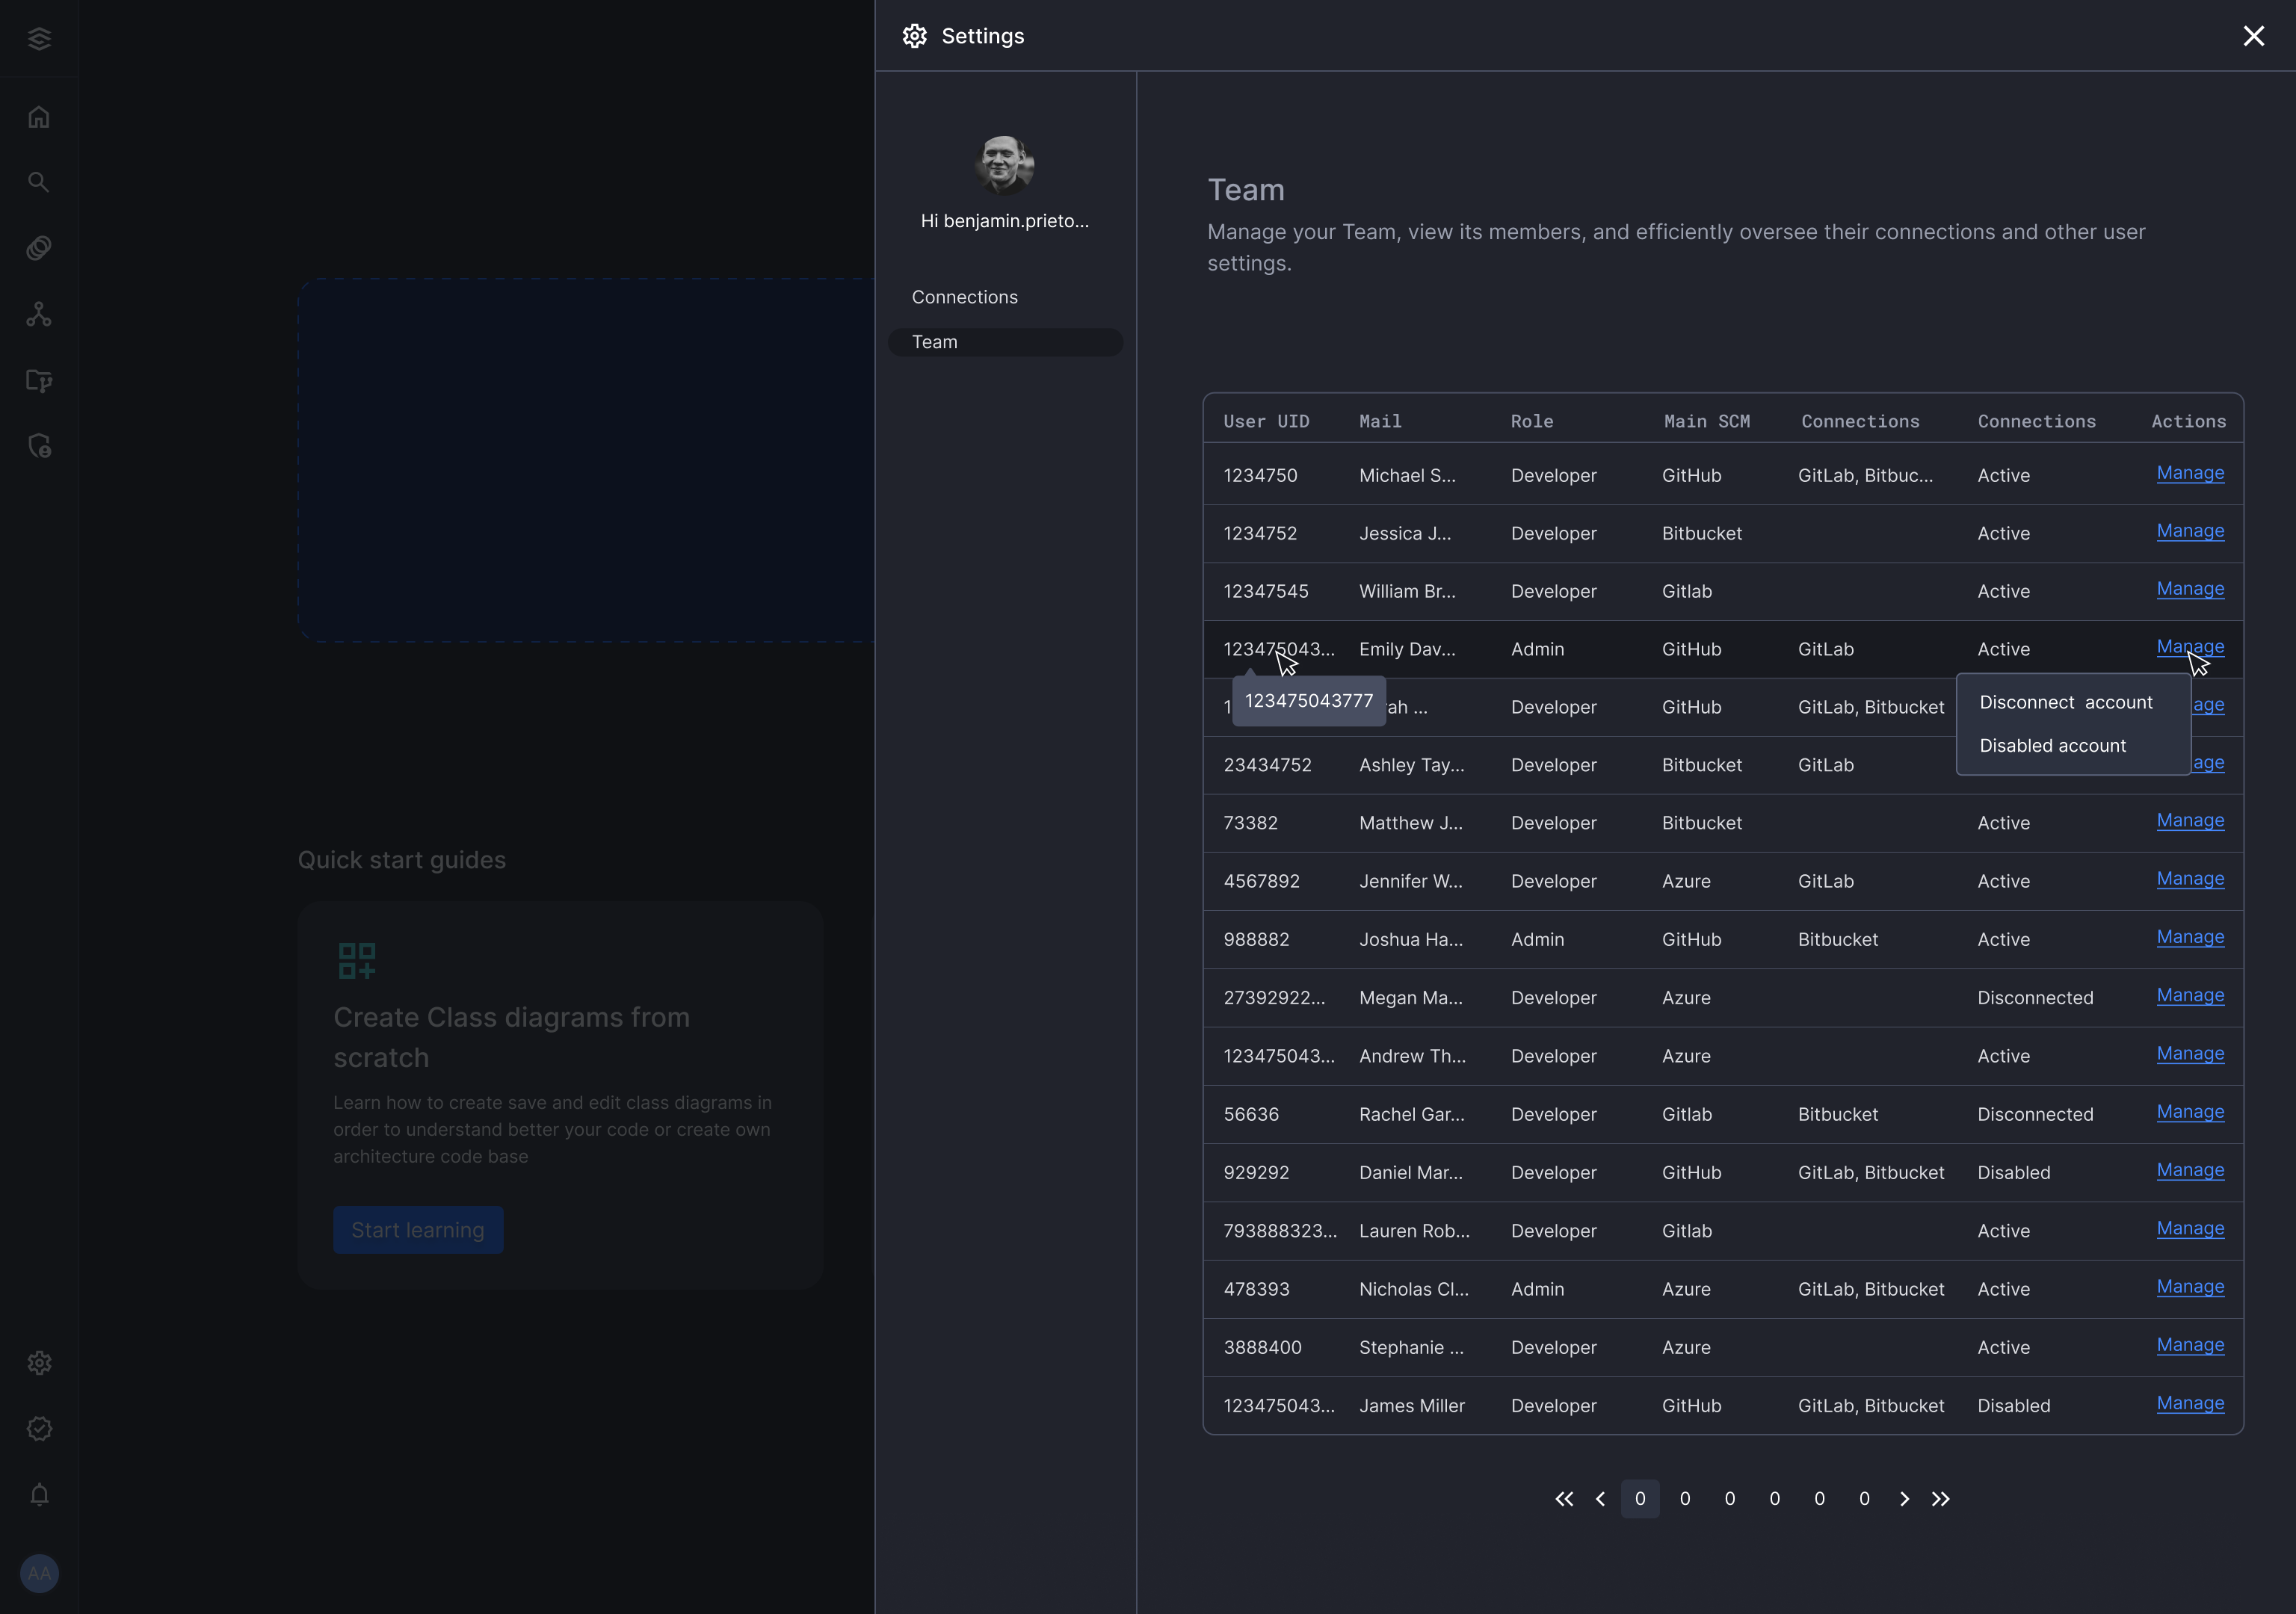 Settings
Hi benjamin.prieto...
Connections
Team
Team
Manage your Team, view its members, and efficiently oversee their connections and other user
settings.
User UID Mail Role Main SCM Connections Connections Actions
1234750 Michael S... Developer GitHub GitLab, Bitbuc... Active Manage
1234752 Jessica J... Developer Bitbucket Active Manage
12347545 William Br... Developer Gitlab Active Manage
123475043... Emily Dav... Admin GitHub GitLab Active Manage
123475043777
Developer GitHub GitLab, Bitbucket
Disconnect account
Disabled account
23434752 Ashley Tay... Developer Bitbucket GitLab
73382 Matthew J... Developer Bitbucket Active Manage
4567892 Jennifer W... Developer Azure GitLab Active Manage
988882 Joshua Ha... Admin GitHub Bitbucket Active Manage
27392922... Megan Ma... Developer Azure Disconnected Manage
123475043... Andrew Th... Developer Azure Active Manage
56636 Rachel Gar... Developer Gitlab Bitbucket Disconnected Manage
929292 Daniel Mar... Developer GitHub GitLab, Bitbucket Disabled Manage
793888323... Lauren Rob... Developer Gitlab Active Manage
478393 Nicholas Cl... Admin Azure GitLab, Bitbucket Active Manage
3888400 Stephanie ... Developer Azure Active Manage
123475043... James Miller Developer GitHub GitLab, Bitbucket Disabled Manage
0 0 0 0 0 0
Quick start guides
Create Class diagrams from
scratch
Learn how to create save and edit class diagrams in
order to understand better your code or create own
architecture code base
Start learning
AA